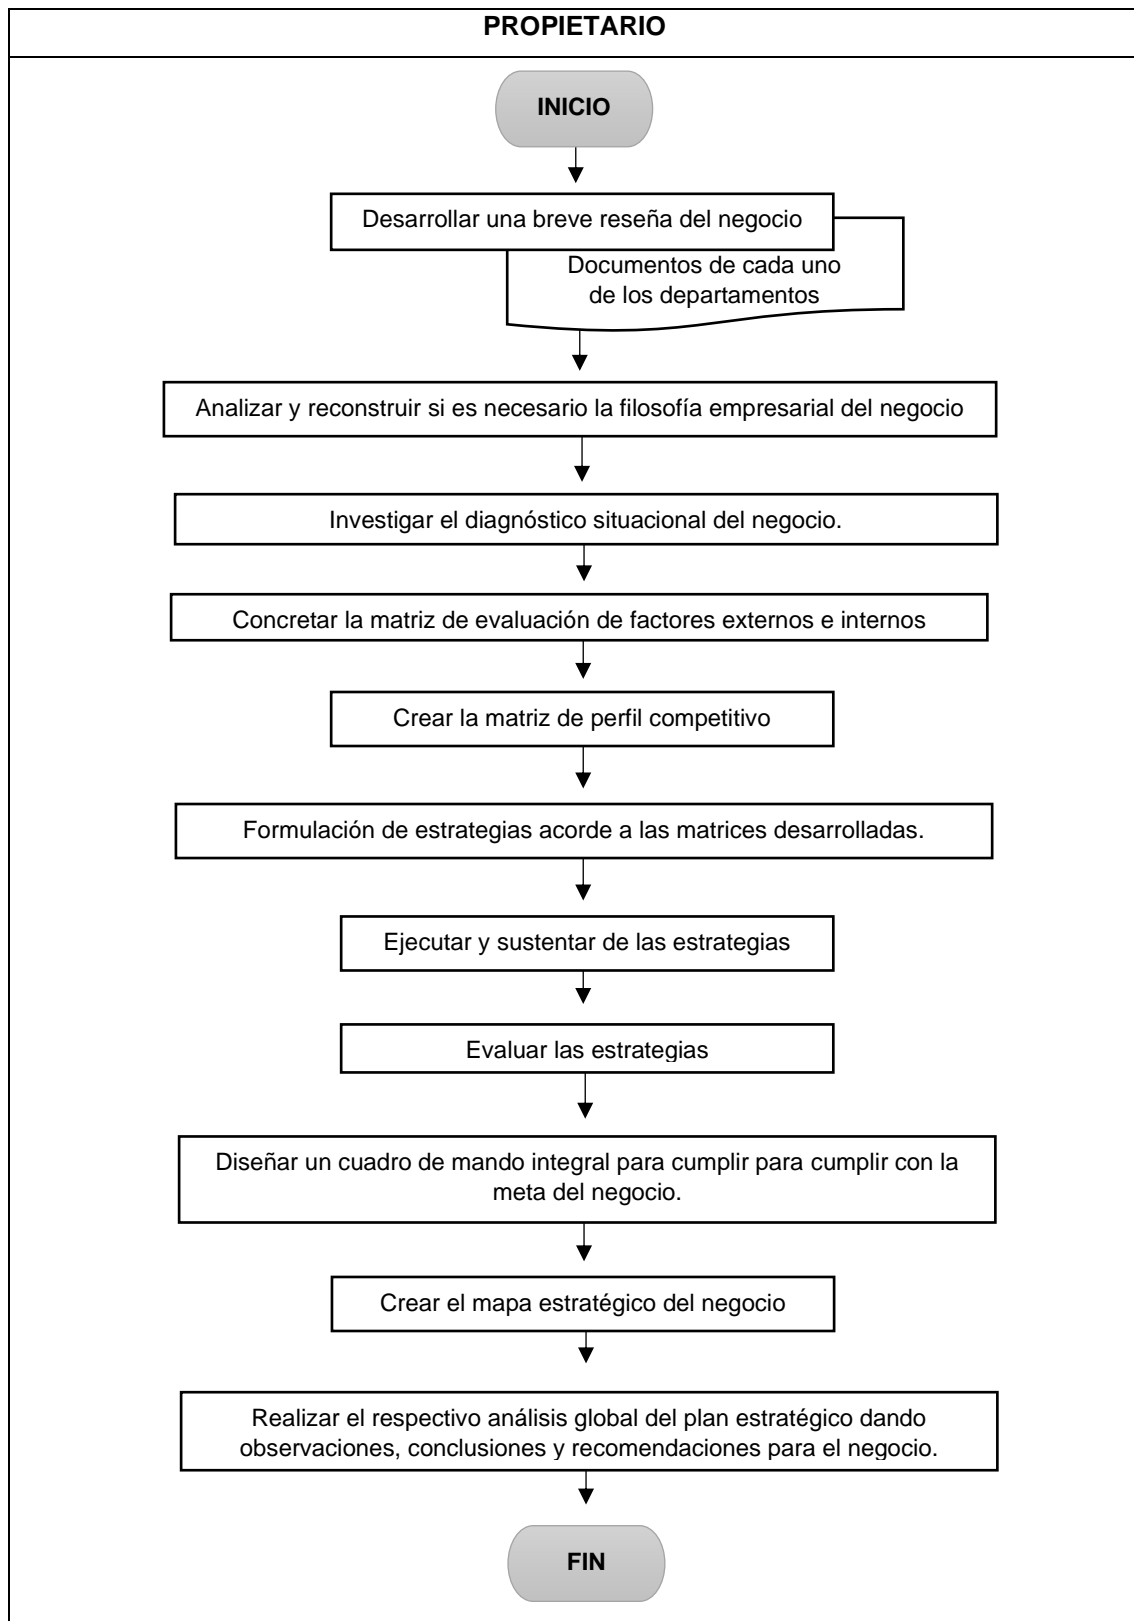 PROPIETARIO
INICIO
Desarrollar una breve reseña del negocio
Documentos de cada uno
de los departamentos
Analizar y reconstruir si es necesario la filosofía empresarial del negocio
Investigar el diagnóstico situacional del negocio.
Concretar la matriz de evaluación de factores externos e internos
Crear la matriz de perfil competitivo
Formulación de estrategias acorde a las matrices desarrolladas.
Ejecutar y sustentar de las estrategias
Evaluar las estrategias
Diseñar un cuadro de mando integral para cumplir para cumplir con la
meta del negocio.
Crear el mapa estratégico del negocio
Realizar el respectivo análisis global del plan estratégico dando
observaciones, conclusiones y recomendaciones para el negocio.
FIN